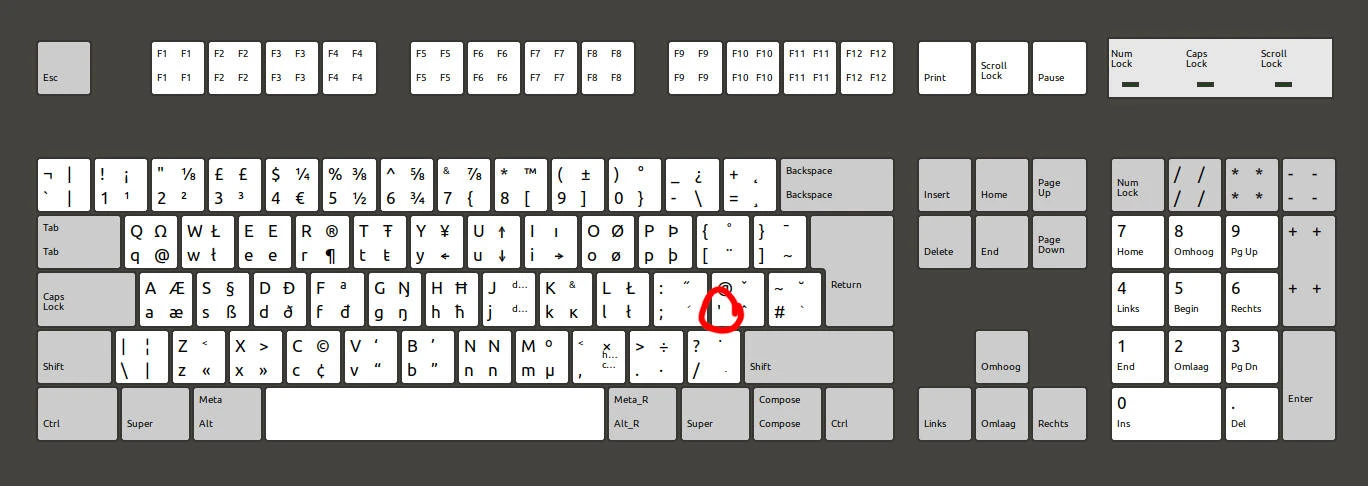 F1 F1 F2 F2 F3 F3 F4 F4 F5 F5 F6 F6 F7 F7 F8 F8 F9 F9 F10 F10 F11 F11 F12 F12 Num Lock Caps Lock Scroll Lock
Esc F1 F1 F2 F2 F3 F3 F4 F4 F5 F5 F6 F6 F7 F7 F8 F8 F9 F9 F10 F10 F11 F11 F12 F12 Print Scroll Lock Pause
¬ | ! ¡ " ⅛ £ £ $ ¼ % ⅜ ^ ⅝ & ⅞ * ™ ( ± ) ° _ ¿ + ˛ Backspace Page Up Num Lock / / * * - -
` | 1 ¹ 2 ² 3 ³ 4 € 5 ½ 6 ¾ 7 { 8 [ 9 ] 0 } - \ = ¸ Backspace Insert Home / / * * - -
Tab Q Ω W Ł E E R ® T Ŧ Y ¥ U ↑ I ı O Ø P Þ { ° } ¯ Page Down 7 8 9 + +
Tab q @ w ł e e r ¶ t ŧ y ← u ↓ i → o ø p þ [ ¨ ] ~ Delete End Home Omhoog Pg Up
Caps Lock A Æ S § D Ð F ª G Ŋ H Ħ J d... K & L Ł : ˝ @ ˇ ~ ˘ Return 4 5 6 + +
a æ s ß d ð f đ g ŋ h ħ j d... k ĸ l ł ; ´ ' ^ # ` Links Begin Rechts
| ¦ Z < X > C © V ‘ B ’ N N M º < × > ÷ ? ˙ 1 2 3
Shift \ | z « x » c ¢ v “ b ” n n m µ , h... c... . · / . Shift Omhoog End Omlaag Pg Dn
Meta Meta_R Compose 0 . Enter
Ctrl Super Alt Alt_R Super Compose Ctrl Links Omlaag Rechts Ins Del